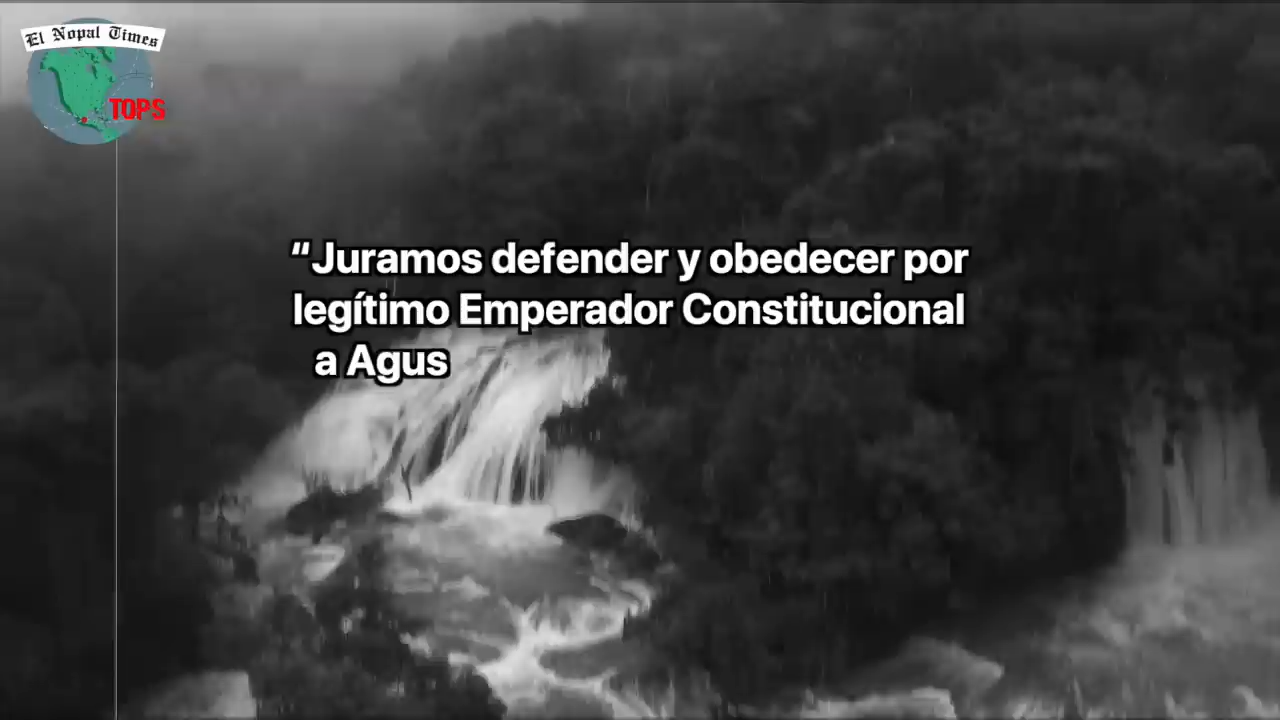 El Nopal Times
TOPS
“Juramos defender y obedecer por
legítimo Emperador Constitucional
a Agus